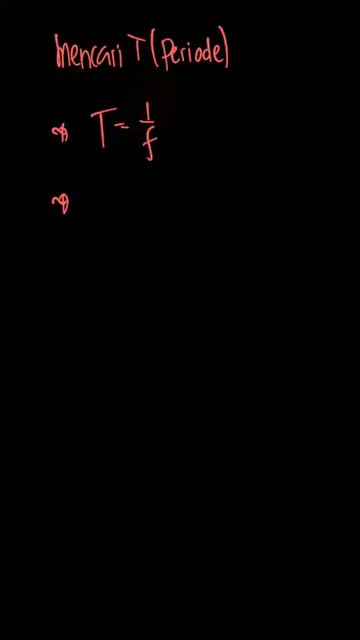 Mencari T (Periode)
T = 1/f